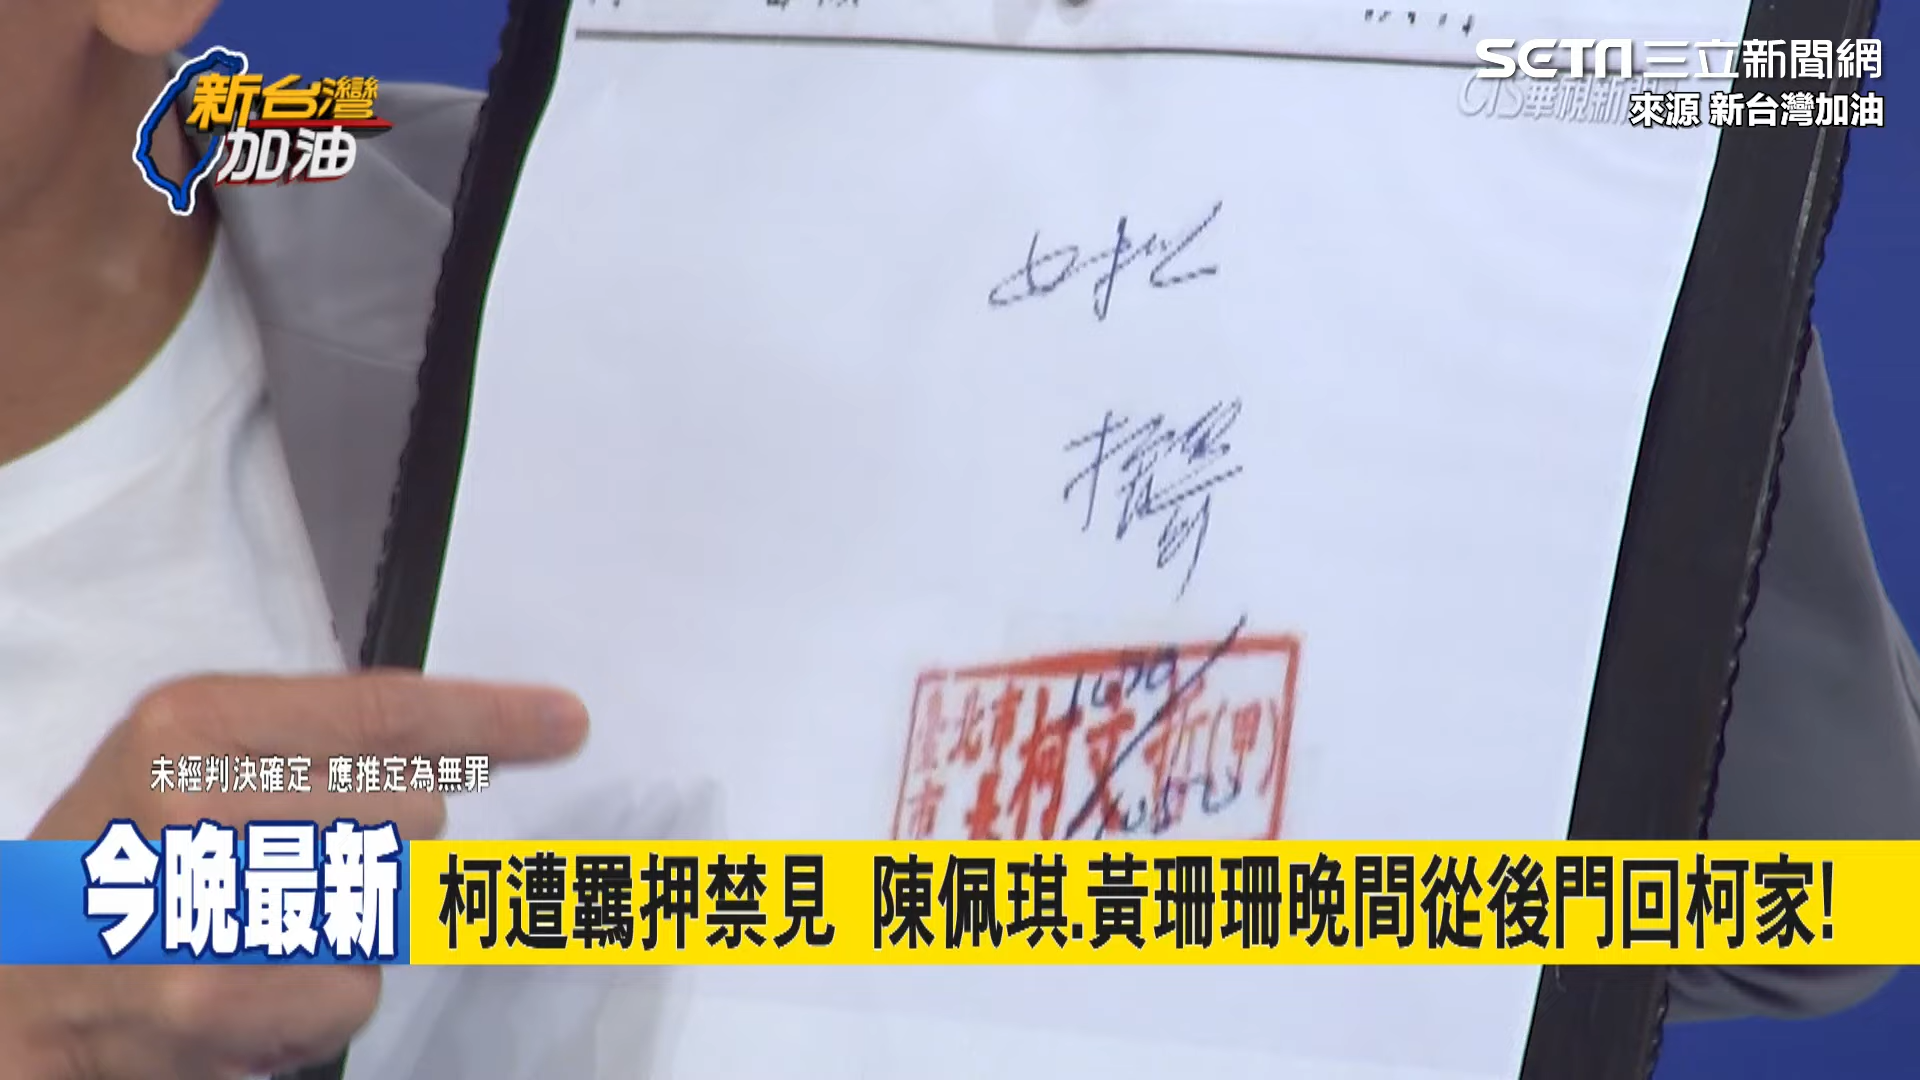 新台灣
加油
SETN三立新聞網
CTS華視新聞
來源 新台灣加油
如擬
臺北市
市長
柯文哲(甲)
1630
1650
未經判決確定 應推定為無罪
今晚最新
柯遭羈押禁見 陳佩琪.黃珊珊晚間從後門回柯家!